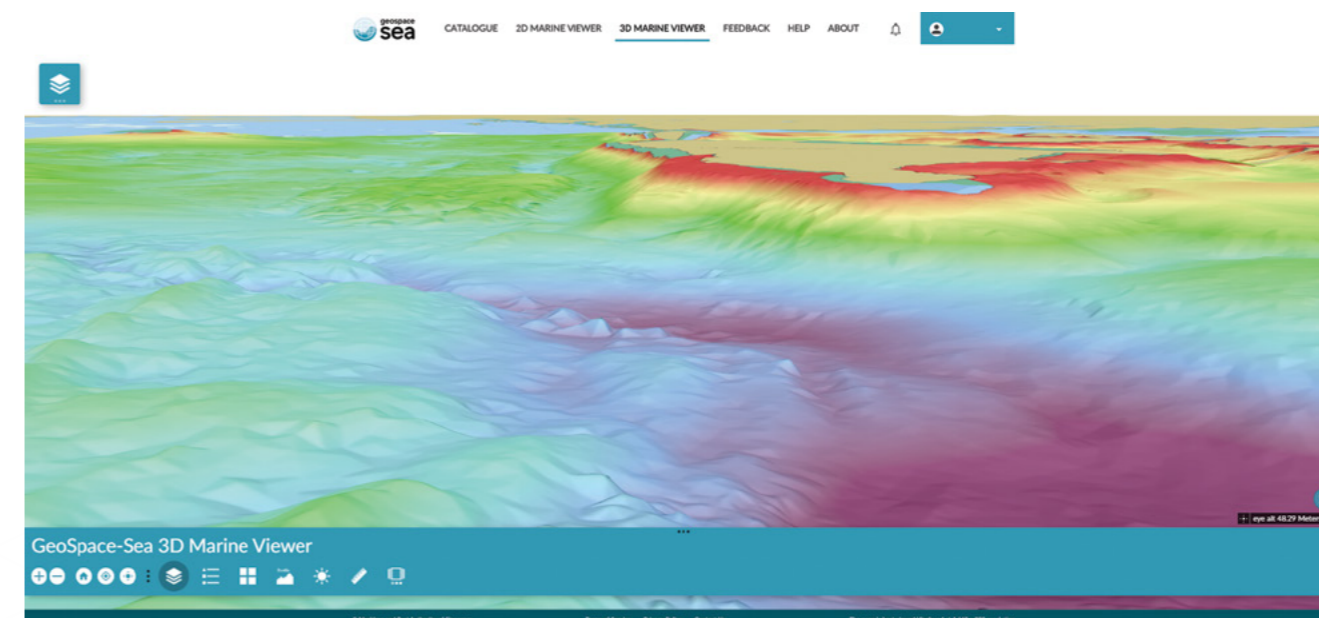 geospace
sea
CATALOGUE 2D MARINE VIEWER 3D MARINE VIEWER FEEDBACK HELP ABOUT
eye alt 48.29 Meter
GeoSpace-Sea 3D Marine Viewer